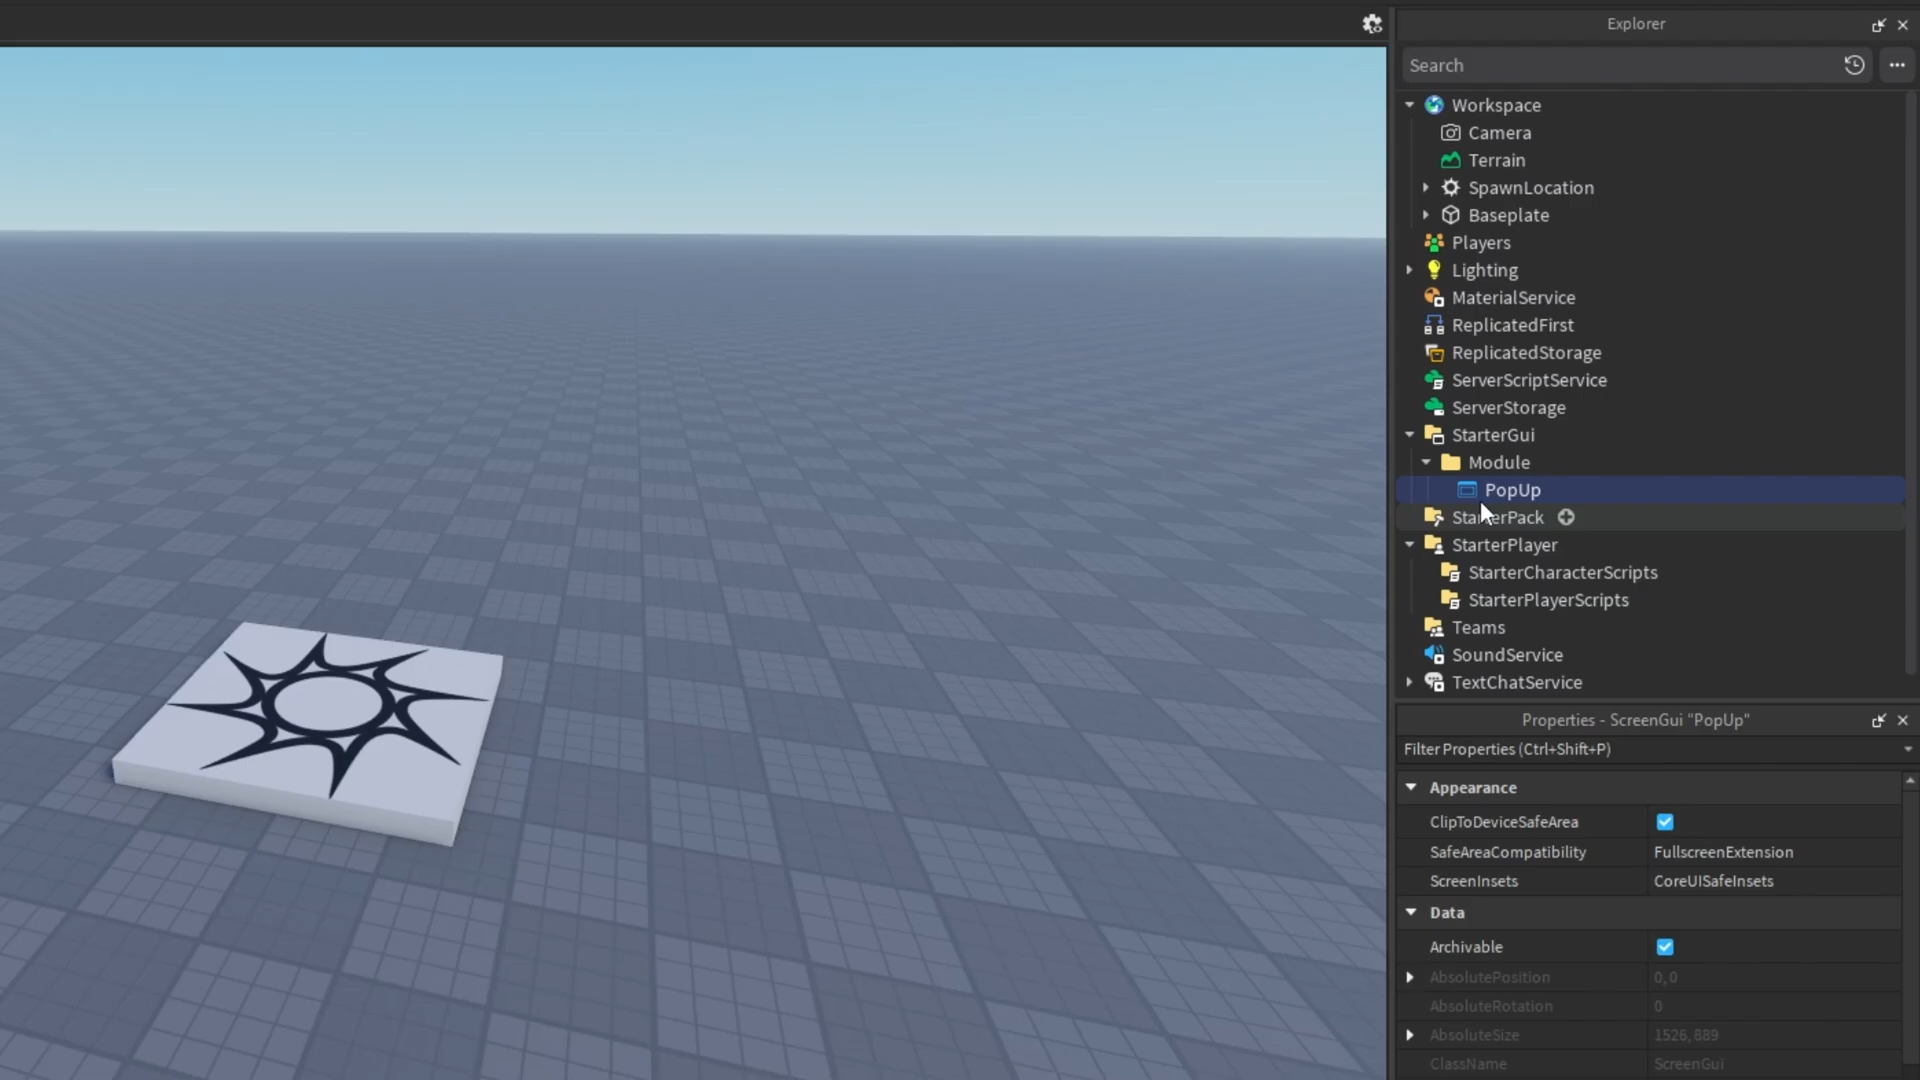 Explorer
Search
Workspace
Camera
Terrain
SpawnLocation
Baseplate
Players
Lighting
MaterialService
ReplicatedFirst
ReplicatedStorage
ServerScriptService
ServerStorage
StarterGui
Module
PopUp
StarterPack
StarterPlayer
StarterCharacterScripts
StarterPlayerScripts
Teams
SoundService
TextChatService
Properties - ScreenGui "PopUp"
Filter Properties (Ctrl+Shift+P)
Appearance
ClipToDeviceSafeArea
SafeAreaCompatibility FullscreenExtension
ScreenInsets CoreUISafeInsets
Data
Archivable
AbsolutePosition 0,0
AbsoluteRotation 0
AbsoluteSize 1526,889
ClassName ScreenGui